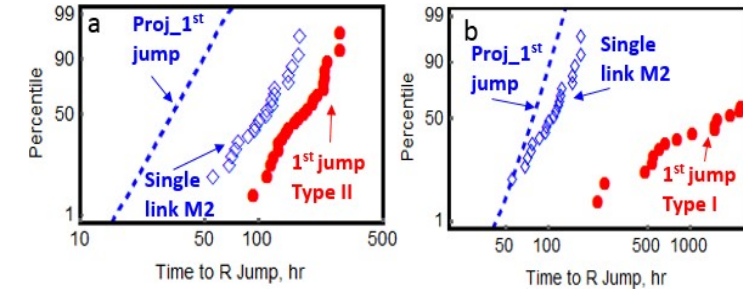 a
99
90
50
1
Percentile
Proj_1st
jump
Single
link M2
1st jump
Type II
10
50
100
500
Time to R Jump, hr
b
99
90
50
1
Percentile
Proj_1st
jump
Single
link M2
1st jump
Type I
50
100
500
1000
Time to R Jump, hr